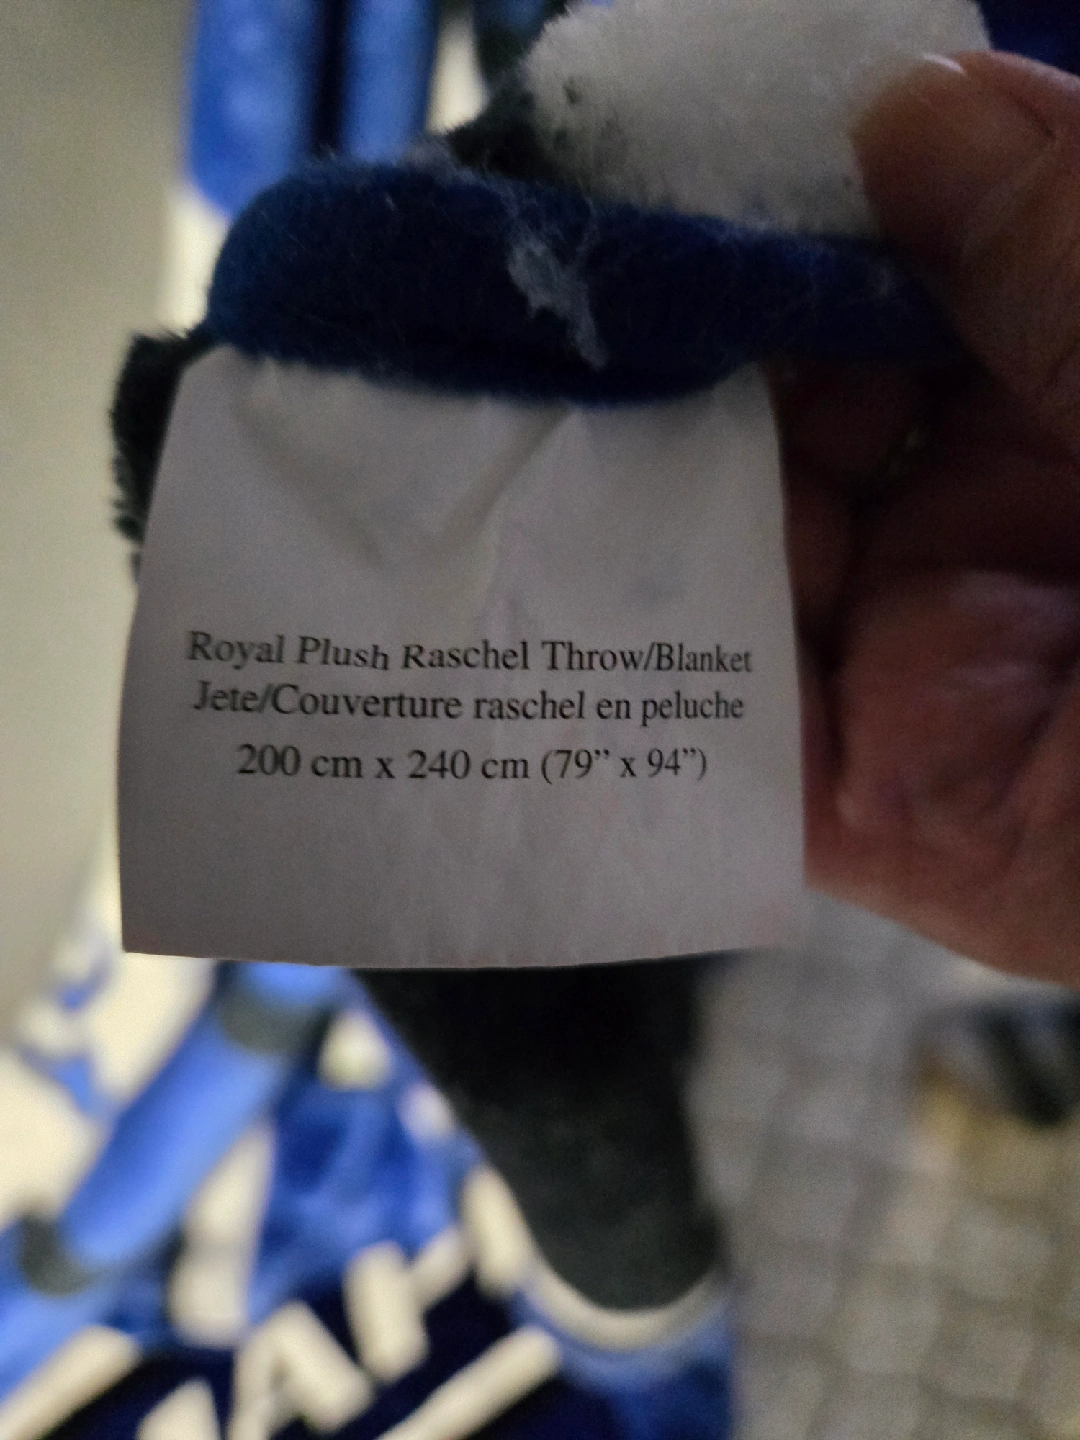 Royal Plush Raschel Throw/Blanket
Jete/Couverture raschel en peluche
200 cm x 240 cm (79” x 94”)